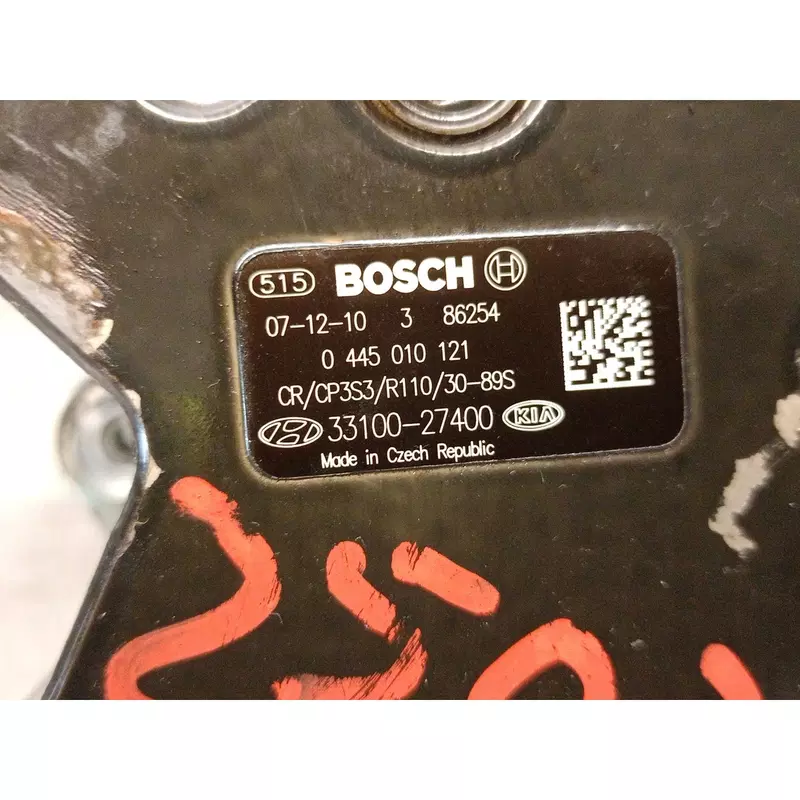 515 BOSCH
07-12-10 3 86254
0 445 010 121
CR/CP3S3/R110/30-89S
33100-27400 KIA
Made in Czech Republic